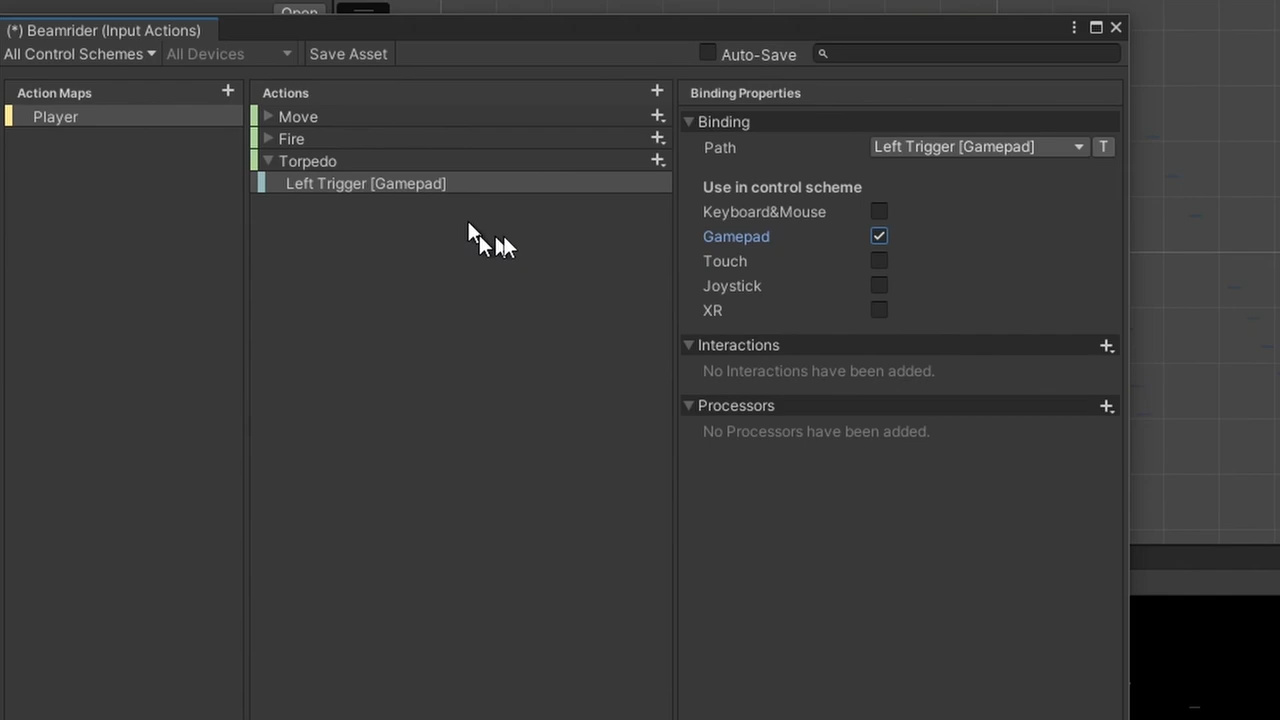 Open
(*) Beamrider (Input Actions)
All Control Schemes All Devices Save Asset Auto-Save
Action Maps
Player
Actions
Move
Fire
Torpedo
Left Trigger [Gamepad]
Binding Properties
Binding
Path Left Trigger [Gamepad] T
Use in control scheme
Keyboard&Mouse
Gamepad
Touch
Joystick
XR
Interactions
No Interactions have been added.
Processors
No Processors have been added.